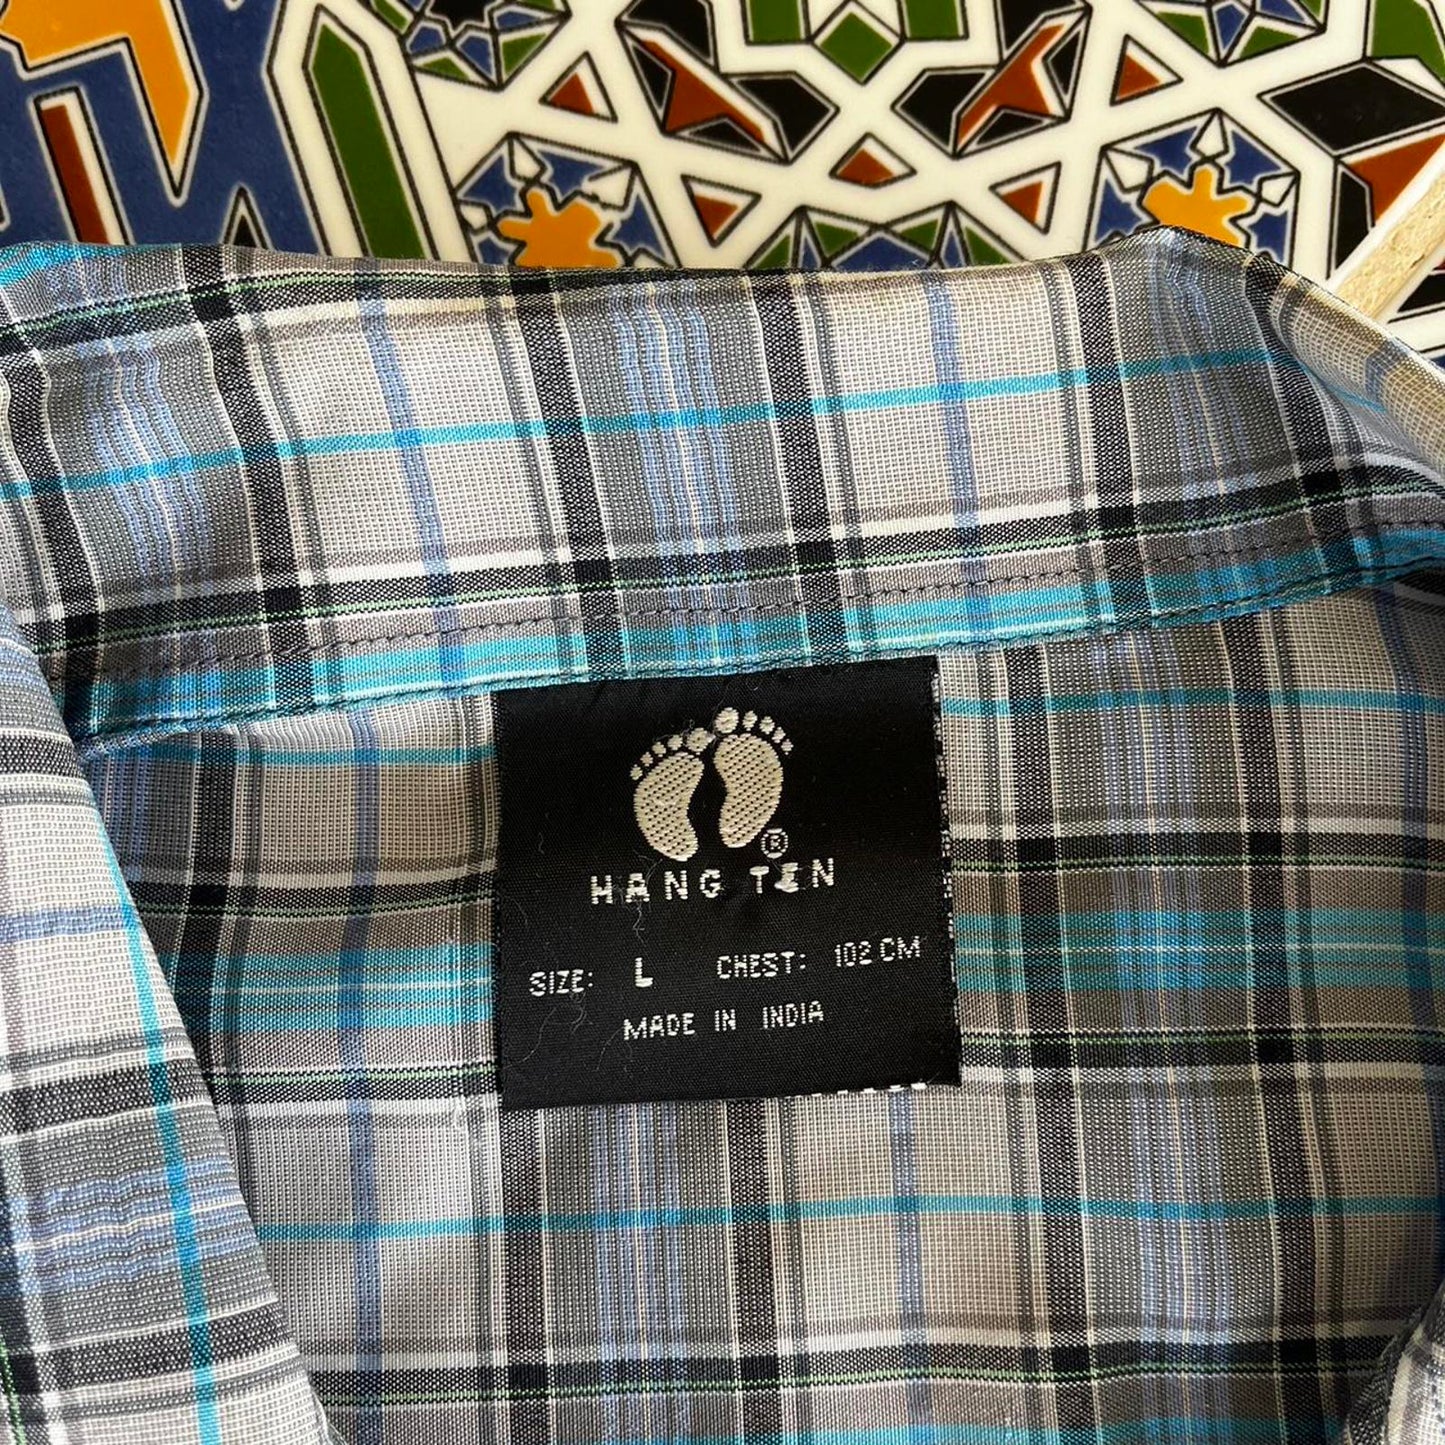 ®
HANG TEN
SIZE: L CHEST: 102 CM
MADE IN INDIA